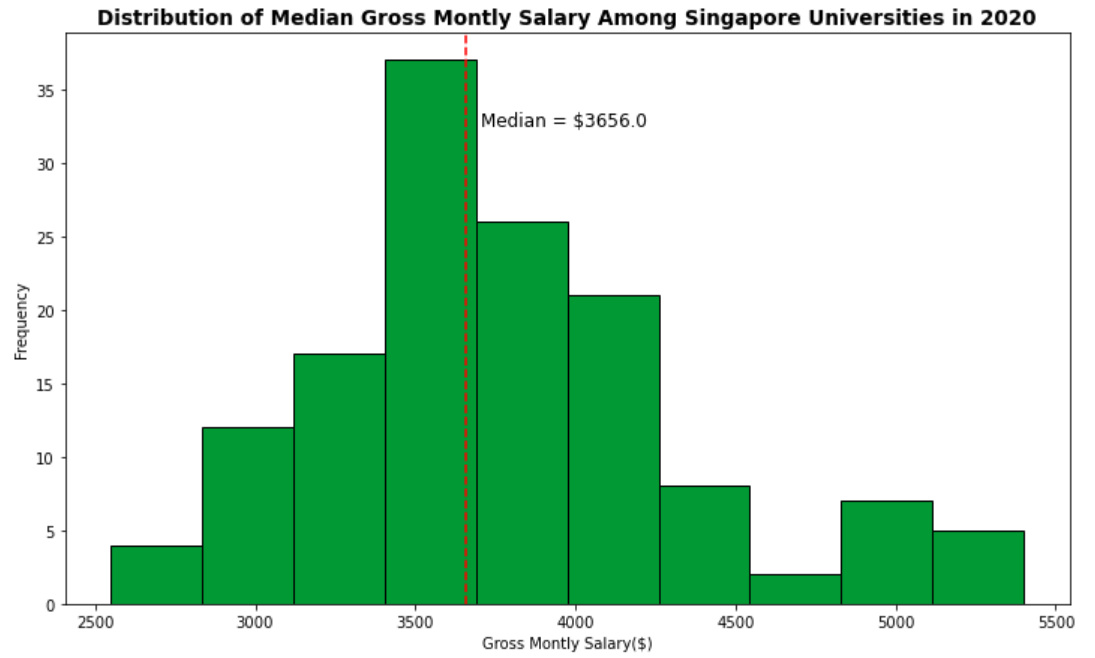 Distribution of Median Gross Montly Salary Among Singapore Universities in 2020
35
30
25
20
15
10
5
0
Frequency
Median = $3656.0
2500 3000 3500 4000 4500 5000 5500
Gross Montly Salary($)